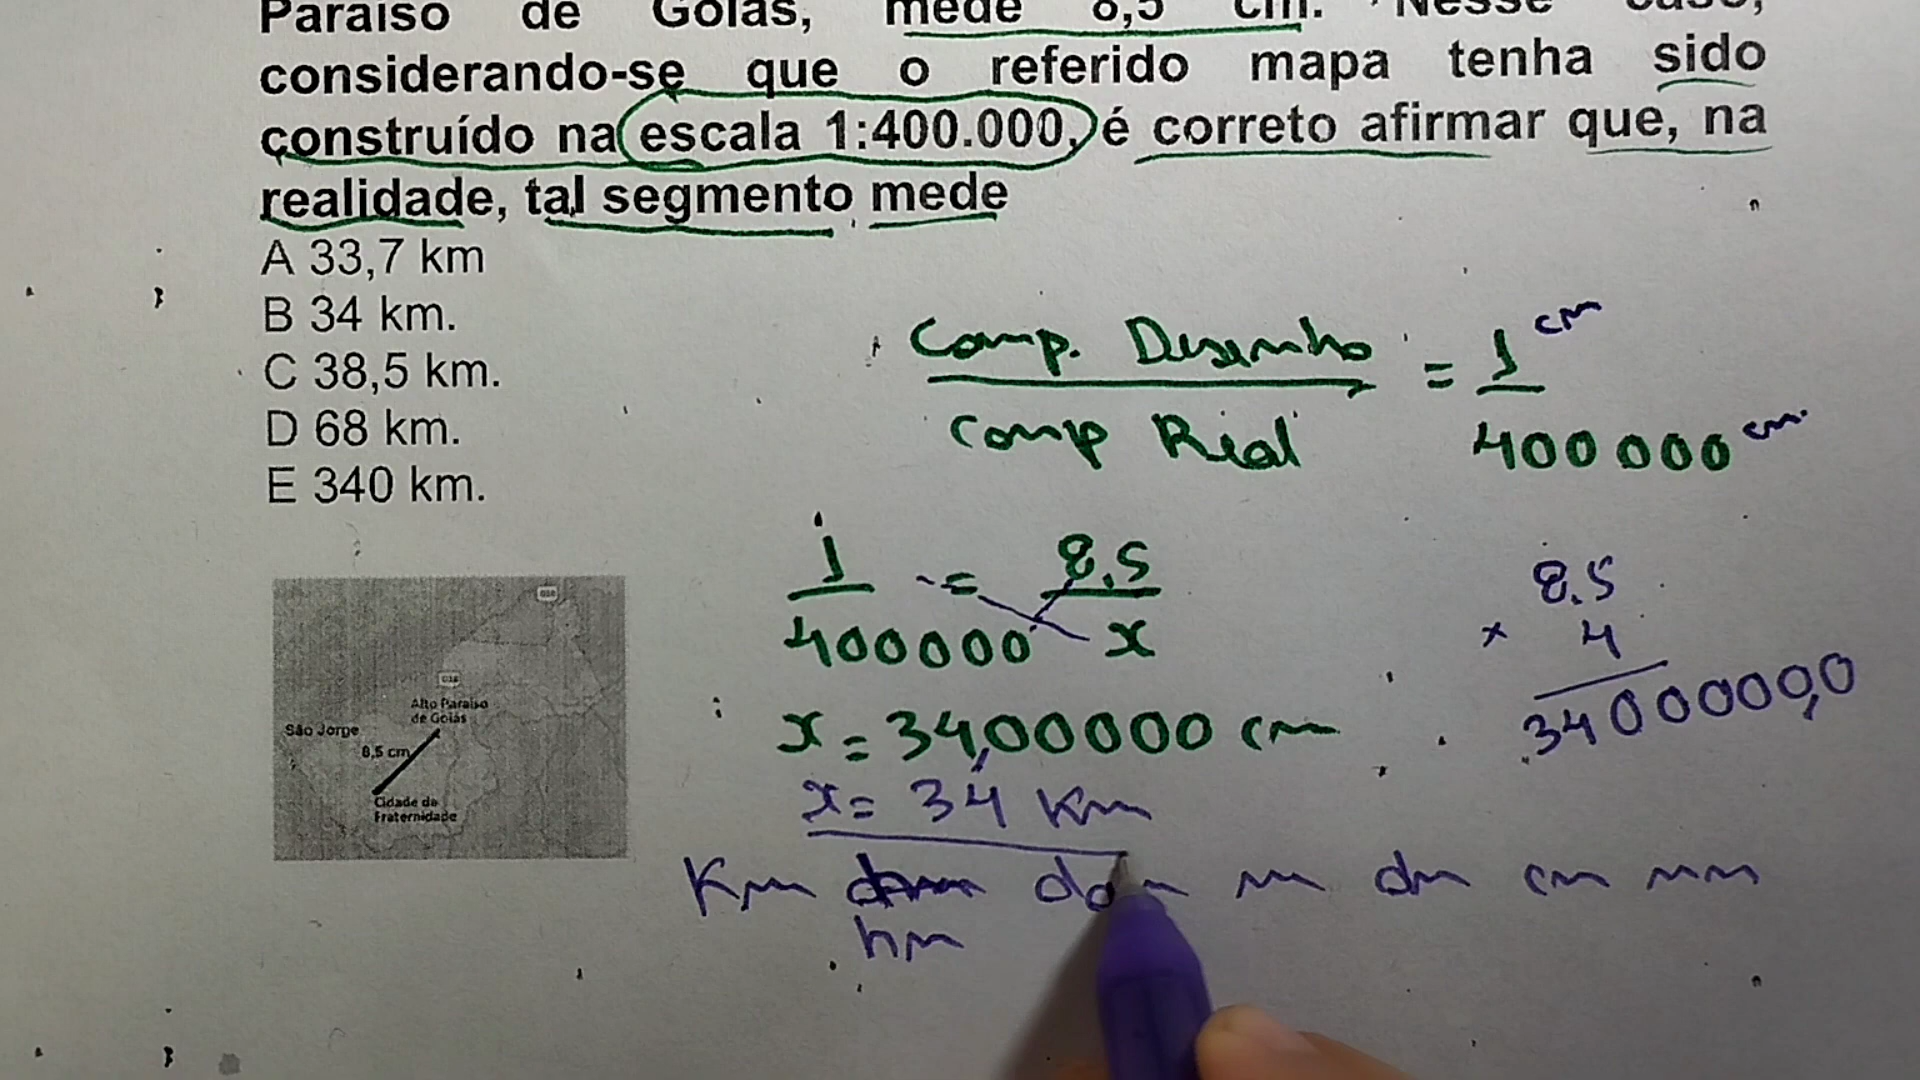 Paraíso de Goiás, mede 8,5 cm. Nesse caso,
considerando-se que o referido mapa tenha sido
construído na escala 1:400.000, é correto afirmar que, na
realidade, tal segmento mede
A 33,7 km
B 34 km.
C 38,5 km.
D 68 km.
E 340 km.
Comp. Desenho = 1 cm
Comp Real 400 000 cm.
1 = 8,5
400000 x
x = 34,00000 cm
x = 34 Km
Km dam m dm cm mm
hm
8,5
× 4
3400000,0
Alto Paraíso
de Goiás
São Jorge
8,5 cm
Cidade da
Fraternidade